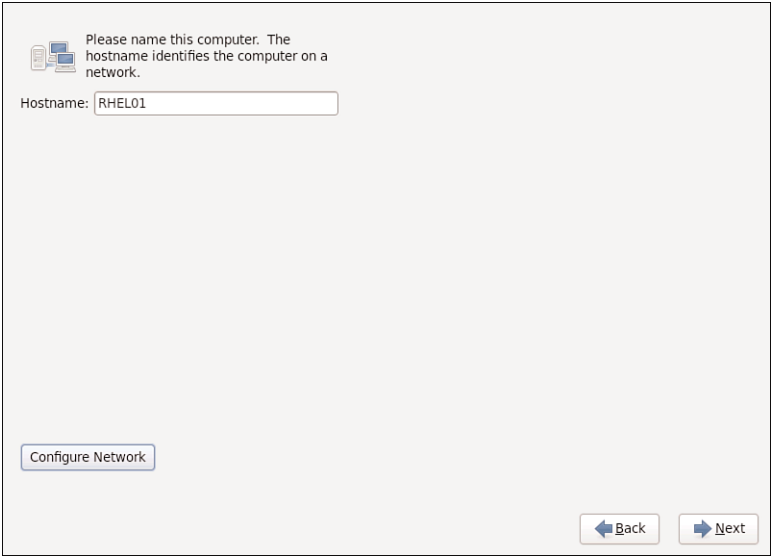 Please name this computer.  The
hostname identifies the computer on a
network.
Hostname: RHEL01
Configure Network
Back
Next